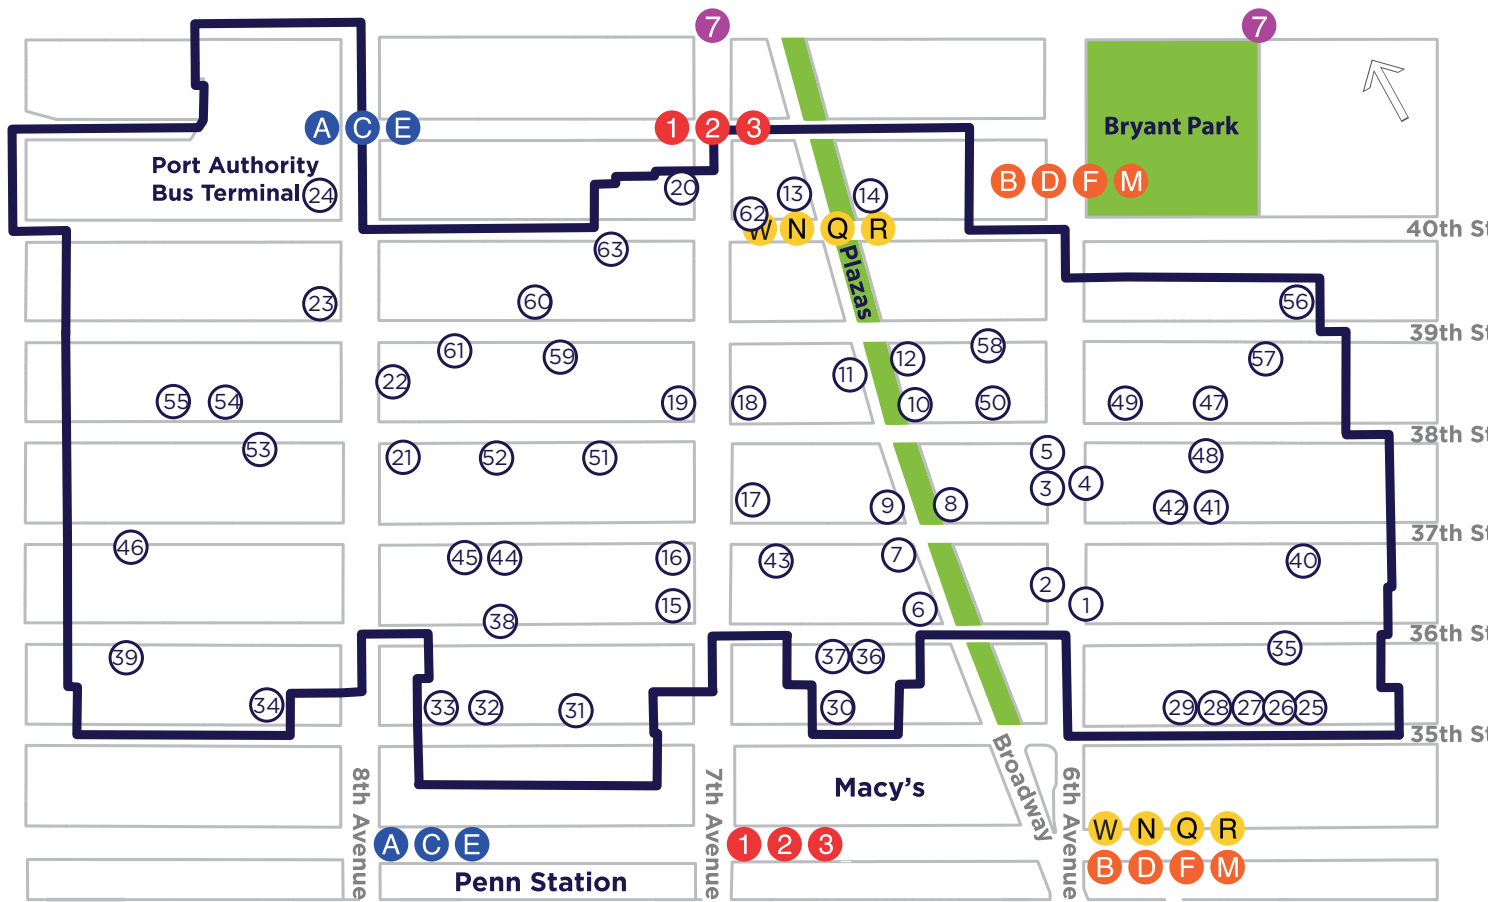 7
7
A C E
1 2 3
Bryant Park
Port Authority
Bus Terminal
24
20
13
14
B D F M
62
W N Q R
40th St
63
Plazas
23
60
56
39th St
61
59
11
12
58
57
22
55
54
19
18
10
50
49
47
38th St
53
21
52
51
5
48
17
9
8
3
4
42
41
37th St
46
45
44
16
43
7
40
2
15
6
1
38
36th St
39
37
36
35
34
33
32
31
30
29
28
27
26
25
35th St
8th Avenue
7th Avenue
Macy's
Broadway
6th Avenue
W N Q R
A C E
1 2 3
B D F M
Penn Station